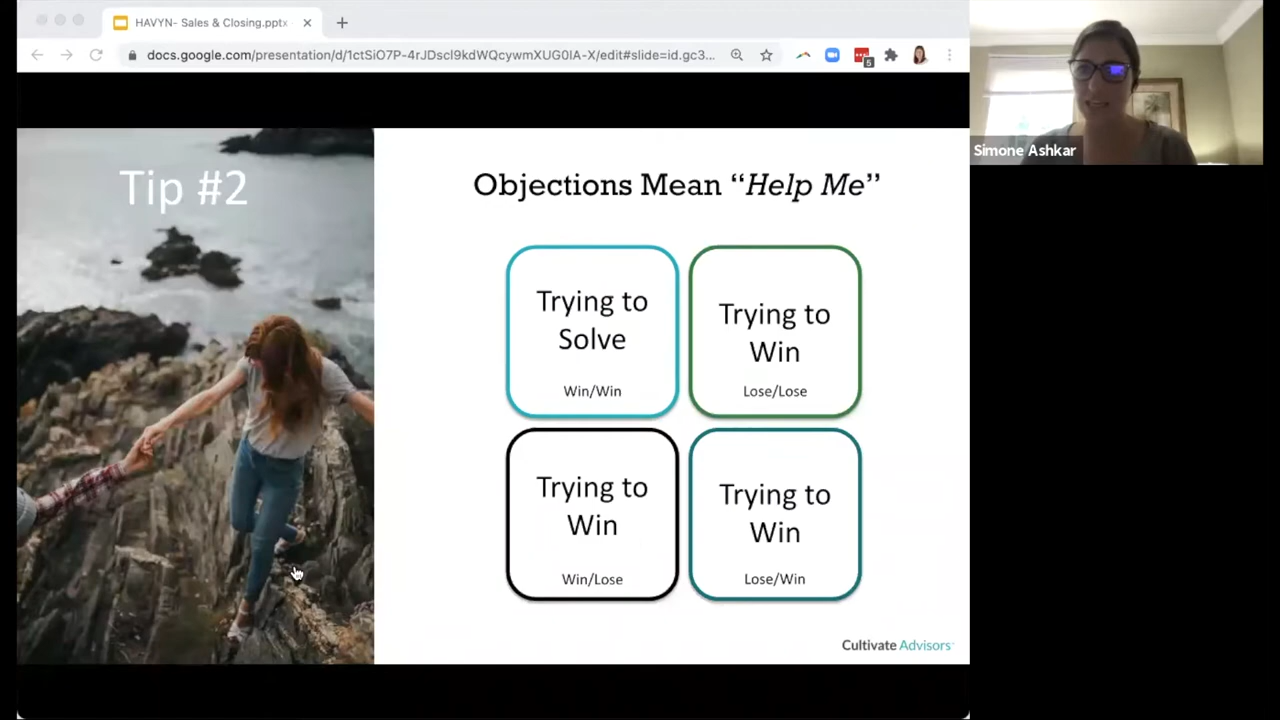 HAVYN- Sales & Closing.pptx
docs.google.com/presentation/d/1ctSiO7P-4rJDscI9kdWQcywmXUG0IA-X/edit#slide=id.gc3...
5
Simone Ashkar
Tip #2
Objections Mean “Help Me”
Trying to
Solve
Win/Win
Trying to
Win
Lose/Lose
Trying to
Win
Win/Lose
Trying to
Win
Lose/Win
Cultivate Advisors